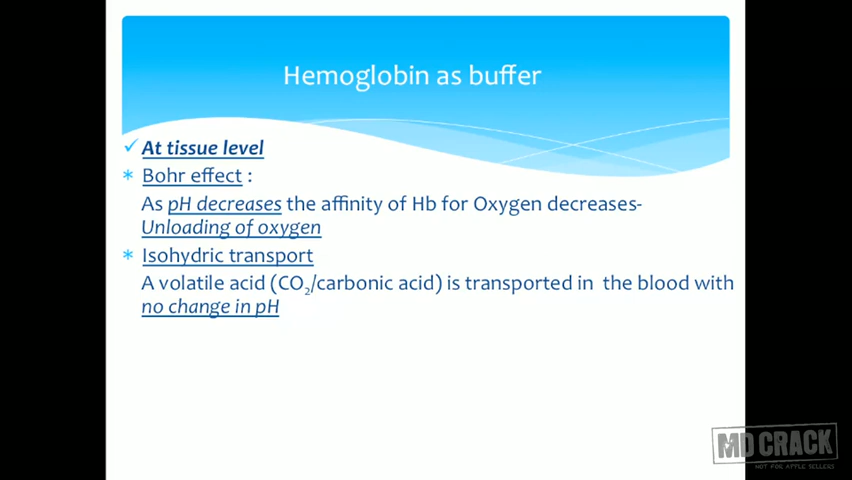 Hemoglobin as buffer
✓ At tissue level
* Bohr effect :
As pH decreases the affinity of Hb for Oxygen decreases-
Unloading of oxygen
* Isohydric transport
A volatile acid (CO₂/carbonic acid) is transported in the blood with
no change in pH
MD CRACK
NOT FOR APPLE SELLERS